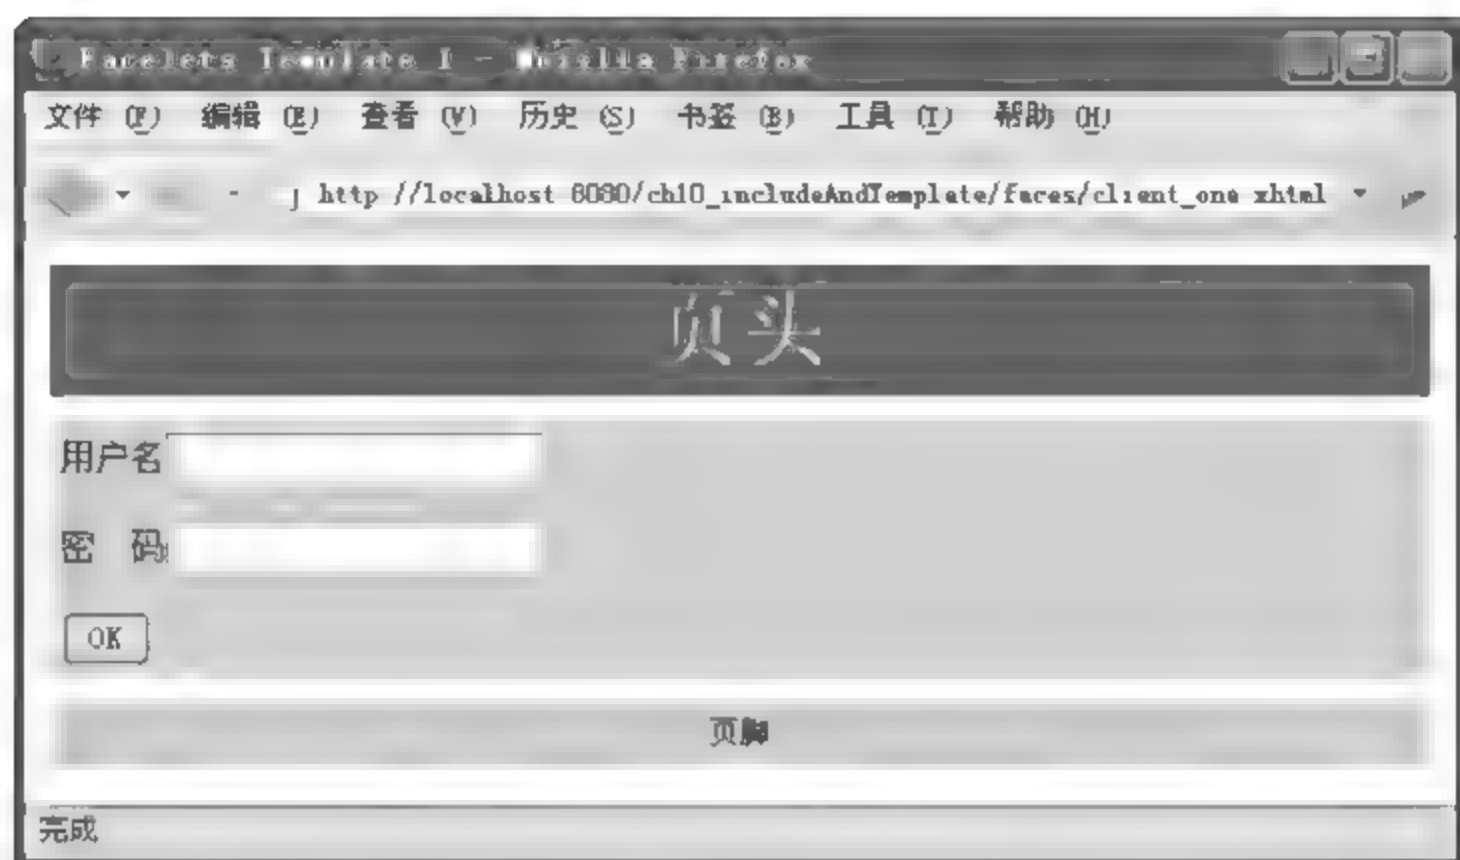 Facelets Template 1 - Mozilla Firefox
文件 (F) 编辑 (E) 查看 (V) 历史 (S) 书签 (B) 工具 (T) 帮助 (H)
http //localhost 8080/ch10_includeAndTemplate/faces/client_one xhtml
页头
用户名
密 码
OK
页脚
完成